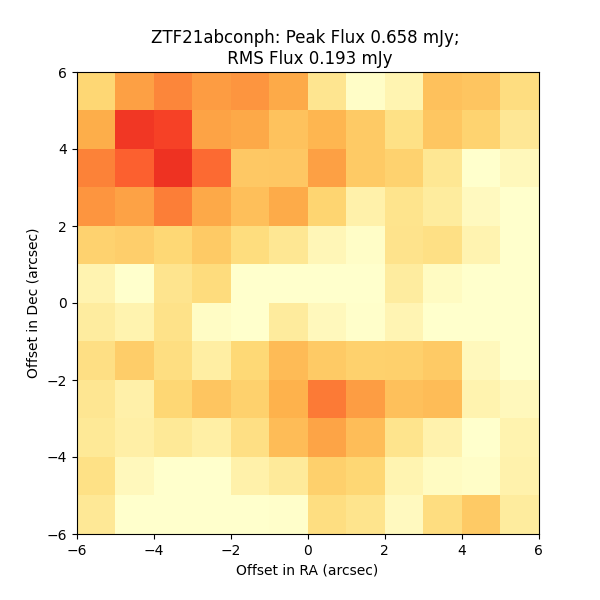 ZTF21abconph: Peak Flux 0.658 mJy;
RMS Flux 0.193 mJy
6
4
2
0
−2
−4
−6
Offset in Dec (arcsec)
−6 −4 −2 0 2 4 6
Offset in RA (arcsec)